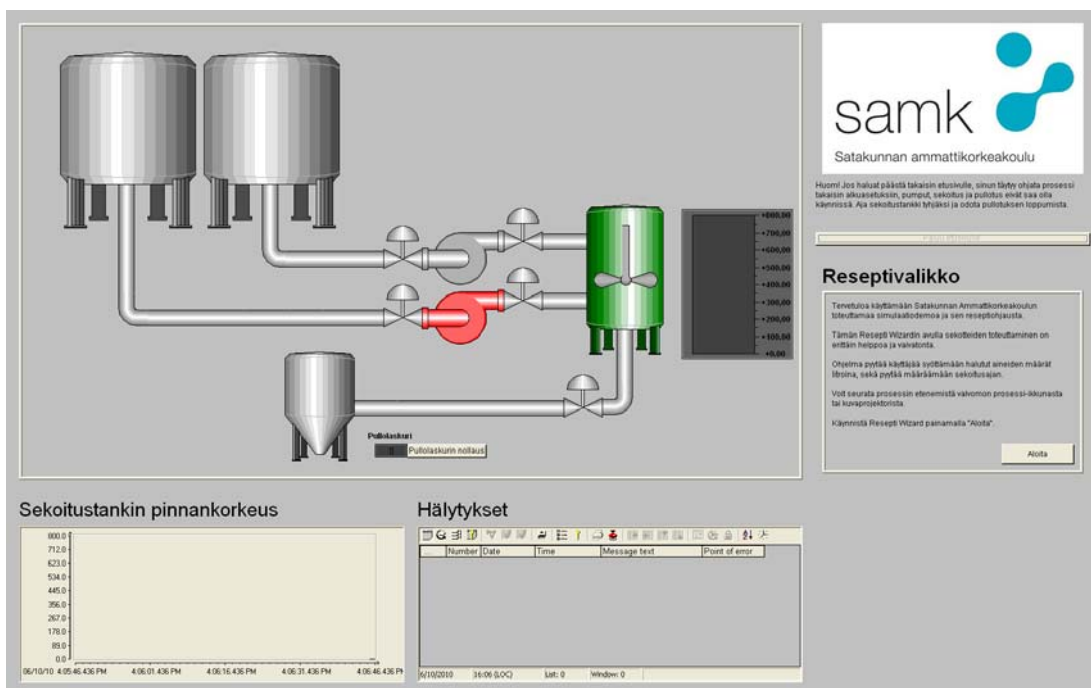 samk
Satakunnan ammattikorkeakoulu
Huom! Jos haluat päästä takaisin etusivulle, sinun täytyy ohjata prosessi
takaisin alkuasetuksiin, pumput, sekoitus ja pullotus eivät saa olla
käynnissä. Aja sekoitustankki tyhjäksi ja odota pullotuksen loppumista.
+800,00
+700,00
+600,00
+500,00
+400,00
+300,00
+200,00
+100,00
+0,00
Reseptivalikko
Tervetuloa käyttämään Satakunnan Ammattikorkeakoulun
toteuttamaa simulaatiodemoa ja sen reseptiohjausta.
Tämän Resepti Wizardin avulla sekoitteiden toteuttaminen on
erittäin helppoa ja vaivatonta.
Ohjelma pyytää käyttäjää syöttämään halutut aineiden määrät
litroina, sekä pyytää määräämään sekoitusajan.
Voit seurata prosessin etenemistä valvomon prosessi-ikkunasta
tai kuvaprojektorista.
Käynnistä Resepti Wizard painamalla "Aloita".
Aloita
Pullolaskuri
Pullolaskurin nollaus
Sekoitustankin pinnankorkeus
800.0
712.0
623.0
534.0
445.0
356.0
267.0
178.0
89.0
0.0
06/10/10 4:05:46.436 PM 4:06:01.436 PM 4:06:16.436 PM 4:06:31.436 PM 4:06:46.436 PM
Hälytykset
Number Date Time Message text Point of error
6/10/2010 36:06 (LOC) List: 0 Window: 0